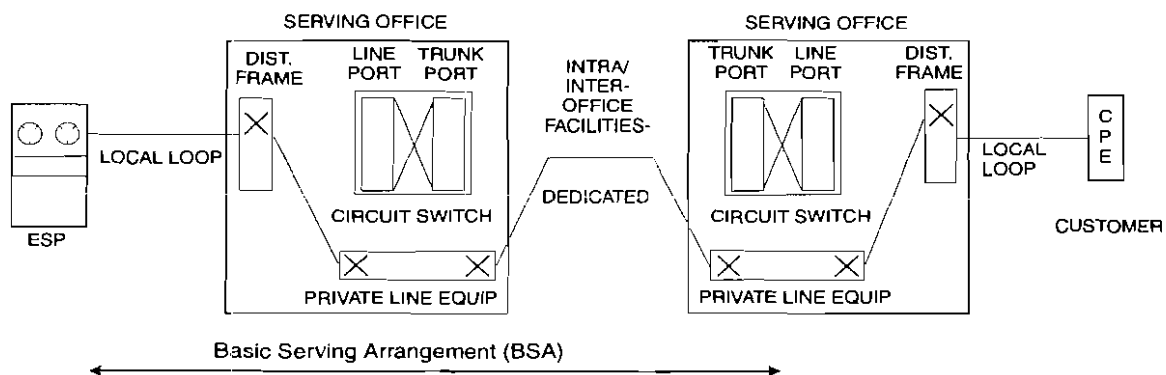 SERVING OFFICE
DIST.
FRAME
LINE
PORT
TRUNK
PORT
LOCAL LOOP
ESP
CIRCUIT SWITCH
PRIVATE LINE EQUIP
INTRA/
INTER-
OFFICE
FACILITIES-
DEDICATED
SERVING OFFICE
TRUNK
PORT
LINE
PORT
DIST.
FRAME
CIRCUIT SWITCH
PRIVATE LINE EQUIP
LOCAL
LOOP
C
P
E
CUSTOMER
Basic Serving Arrangement (BSA)